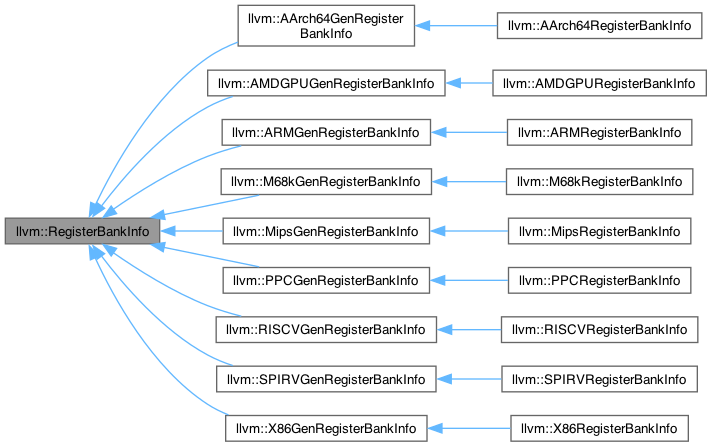 llvm::AArch64GenRegister
BankInfo
llvm::AArch64RegisterBankInfo
llvm::AMDGPUGenRegisterBankInfo
llvm::AMDGPURegisterBankInfo
llvm::ARMGenRegisterBankInfo
llvm::ARMRegisterBankInfo
llvm::M68kGenRegisterBankInfo
llvm::M68kRegisterBankInfo
llvm::RegisterBankInfo
llvm::MipsGenRegisterBankInfo
llvm::MipsRegisterBankInfo
llvm::PPCGenRegisterBankInfo
llvm::PPCRegisterBankInfo
llvm::RISCVGenRegisterBankInfo
llvm::RISCVRegisterBankInfo
llvm::SPIRVGenRegisterBankInfo
llvm::SPIRVRegisterBankInfo
llvm::X86GenRegisterBankInfo
llvm::X86RegisterBankInfo